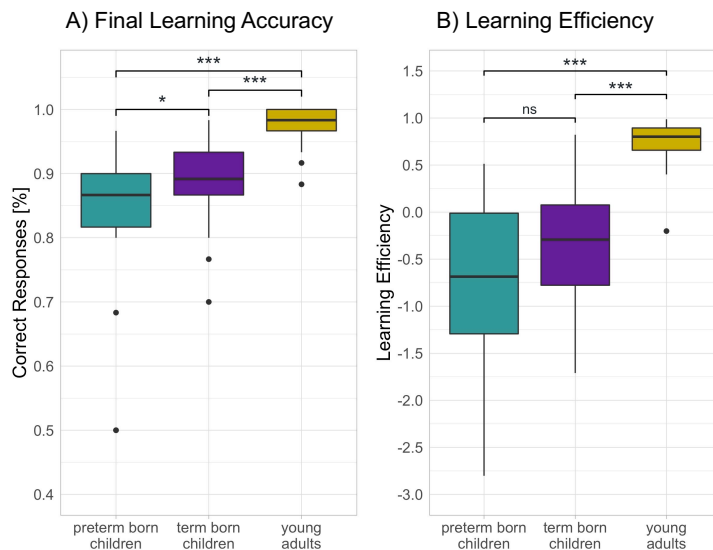 A) Final Learning Accuracy
Correct Responses [%]
1.0
0.9
0.8
0.7
0.6
0.5
0.4
***
***
*
preterm born
children
term born
children
young
adults
B) Learning Efficiency
Learning Efficiency
1.5
1.0
0.5
0.0
-0.5
-1.0
-1.5
-2.0
-2.5
-3.0
***
***
ns
preterm born
children
term born
children
young
adults